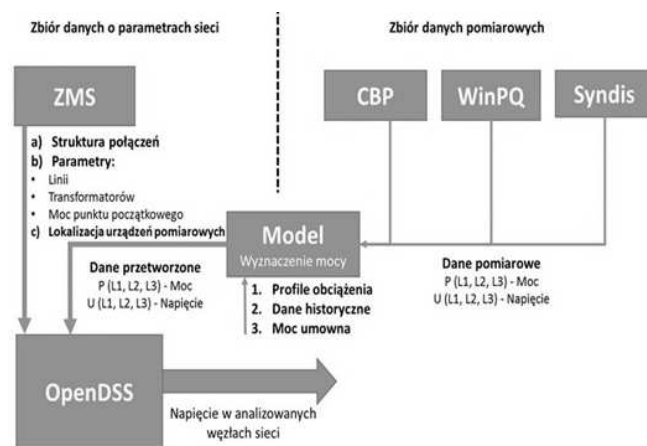 Zbiór danych o parametrach sieci
Zbiór danych pomiarowych
ZMS
CBP
WinPQ
Syndis
a) Struktura połączeń
b) Parametry:
• Linii
• Transformatorów
• Moc punktu początkowego
c) Lokalizacja urządzeń pomiarowych
Model
Wyznaczenie mocy
Dane przetworzone
P (L1, L2, L3) - Moc
U (L1, L2, L3) - Napięcie
Dane pomiarowe
P (L1, L2, L3) - Moc
U (L1, L2, L3) - Napięcie
1. Profile obciążenia
2. Dane historyczne
3. Moc umowna
OpenDSS
Napięcie w analizowanych
węzłach sieci